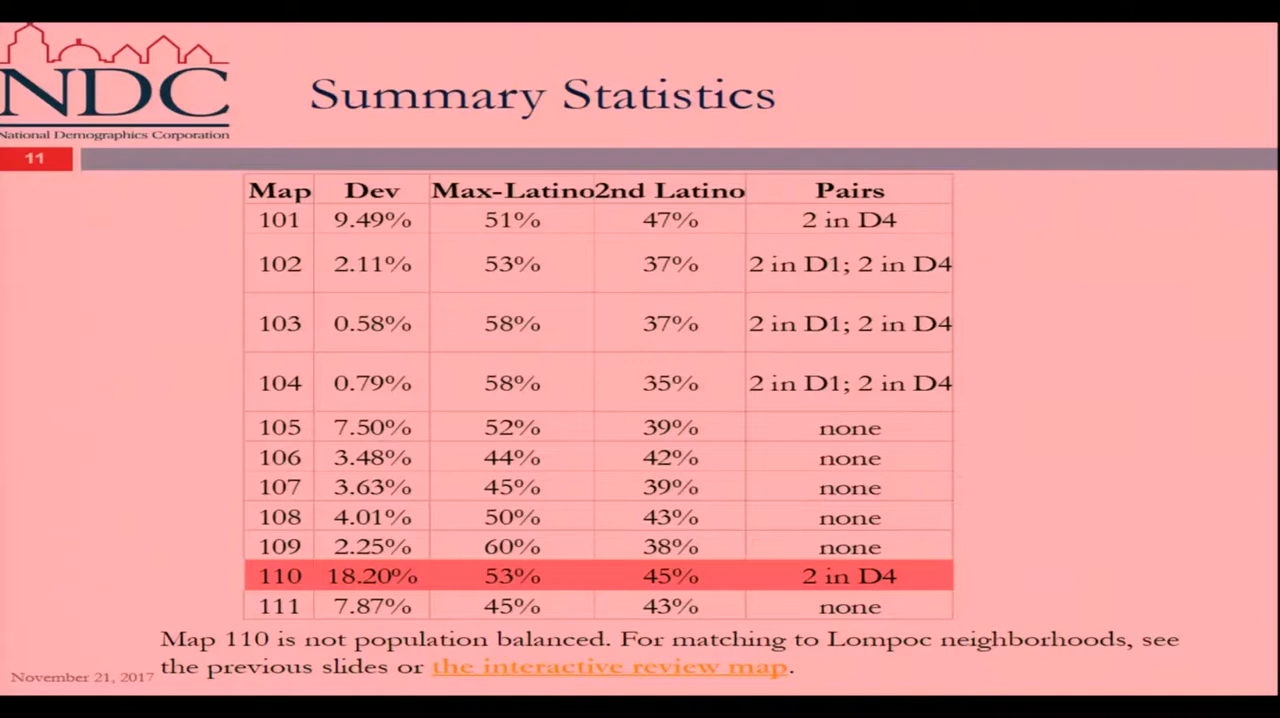 NDC
National Demographics Corporation
Summary Statistics
11
Map Dev Max-Latino 2nd Latino Pairs
101 9.49% 51% 47% 2 in D4
102 2.11% 53% 37% 2 in D1; 2 in D4
103 0.58% 58% 37% 2 in D1; 2 in D4
104 0.79% 58% 35% 2 in D1; 2 in D4
105 7.50% 52% 39% none
106 3.48% 44% 42% none
107 3.63% 45% 39% none
108 4.01% 50% 43% none
109 2.25% 60% 38% none
110 18.20% 53% 45% 2 in D4
111 7.87% 45% 43% none
Map 110 is not population balanced. For matching to Lompoc neighborhoods, see
the previous slides or the interactive review map.
November 21, 2017